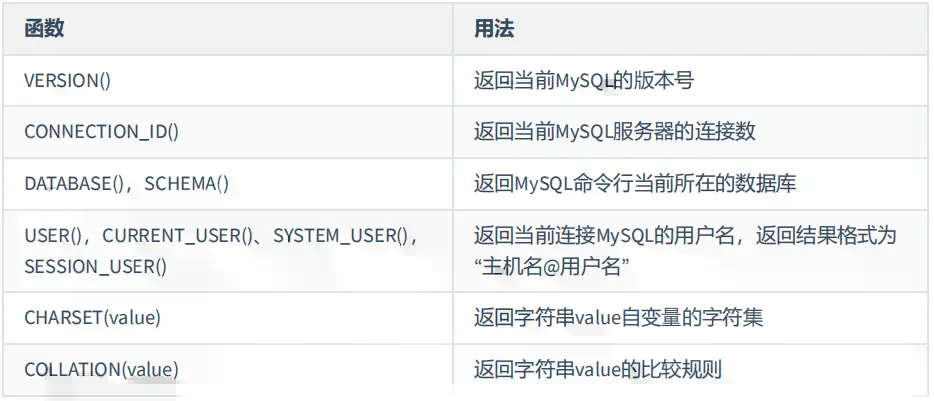 函数 用法
VERSION() 返回当前MySQL的版本号
CONNECTION_ID() 返回当前MySQL服务器的连接数
DATABASE()，SCHEMA() 返回MySQL命令行当前所在的数据库
USER()，CURRENT_USER()、SYSTEM_USER()， 返回当前连接MySQL的用户名，返回结果格式为
SESSION_USER() “主机名@用户名”
CHARSET(value) 返回字符串value自变量的字符集
COLLATION(value) 返回字符串value的比较规则